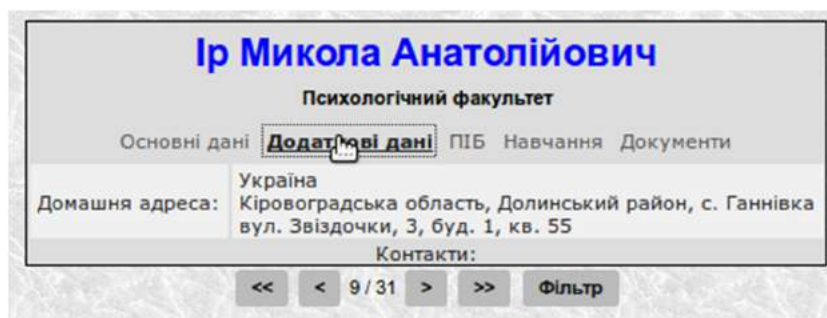 Ір Микола Анатолійович
Психологічний факультет
Основні дані Додаткові дані ПІБ Навчання Документи
Домашня адреса:
Україна
Кіровоградська область, Долинський район, с. Ганнівка
вул. Звіздочки, 3, буд. 1, кв. 55
Контакти:
<< < 9 / 31 > >> Фільтр